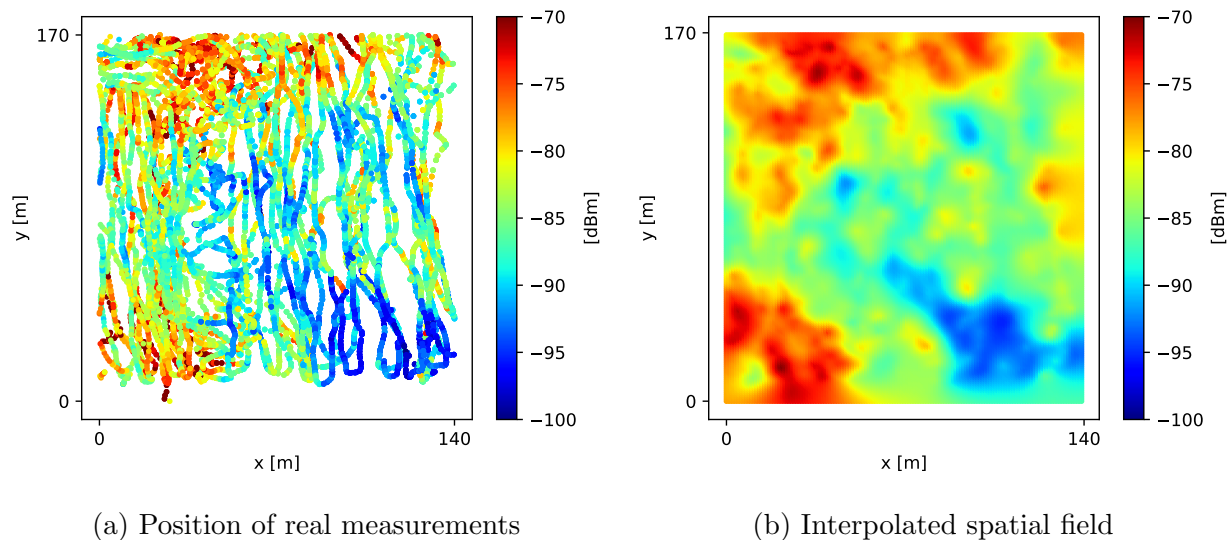 170
0
y [m]
0
140
x [m]
−70
−75
−80
−85
−90
−95
−100
[dBm]
(a) Position of real measurements
170
0
y [m]
0
140
x [m]
−70
−75
−80
−85
−90
−95
−100
[dBm]
(b) Interpolated spatial field